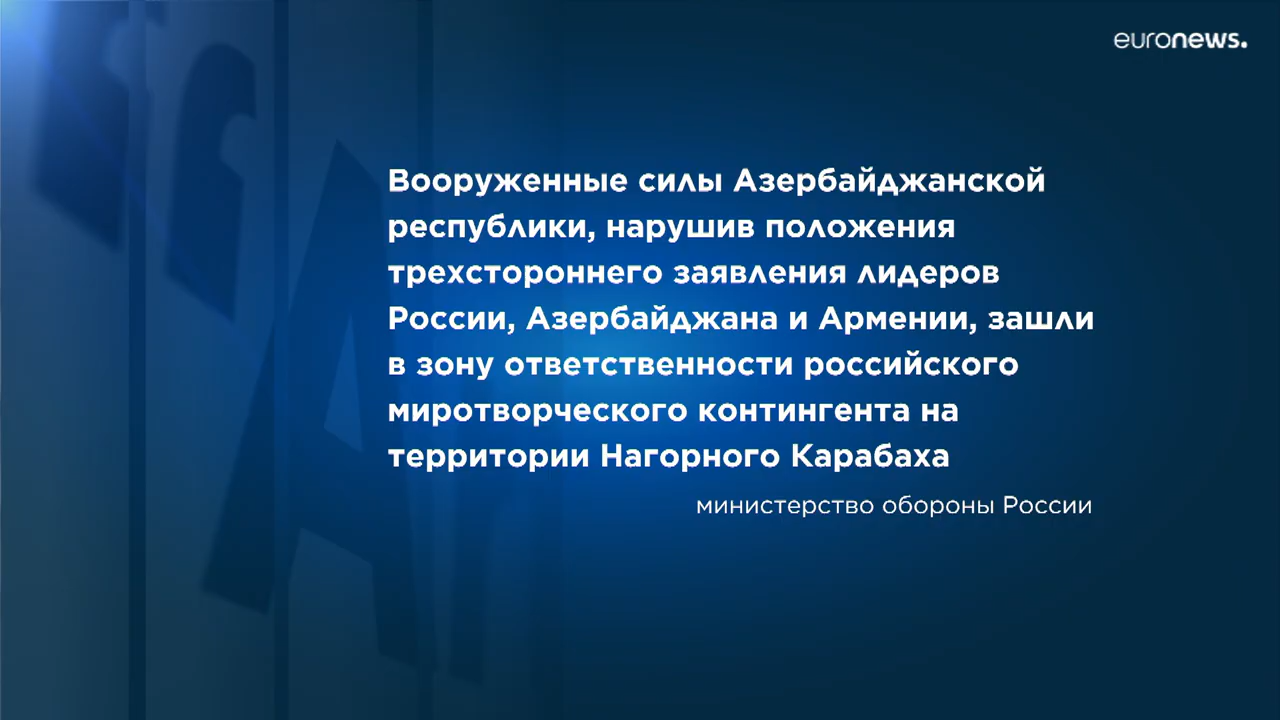 euronews.
Вооруженные силы Азербайджанской
республики, нарушив положения
трехстороннего заявления лидеров
России, Азербайджана и Армении, зашли
в зону ответственности российского
миротворческого контингента на
территории Нагорного Карабаха
министерство обороны России